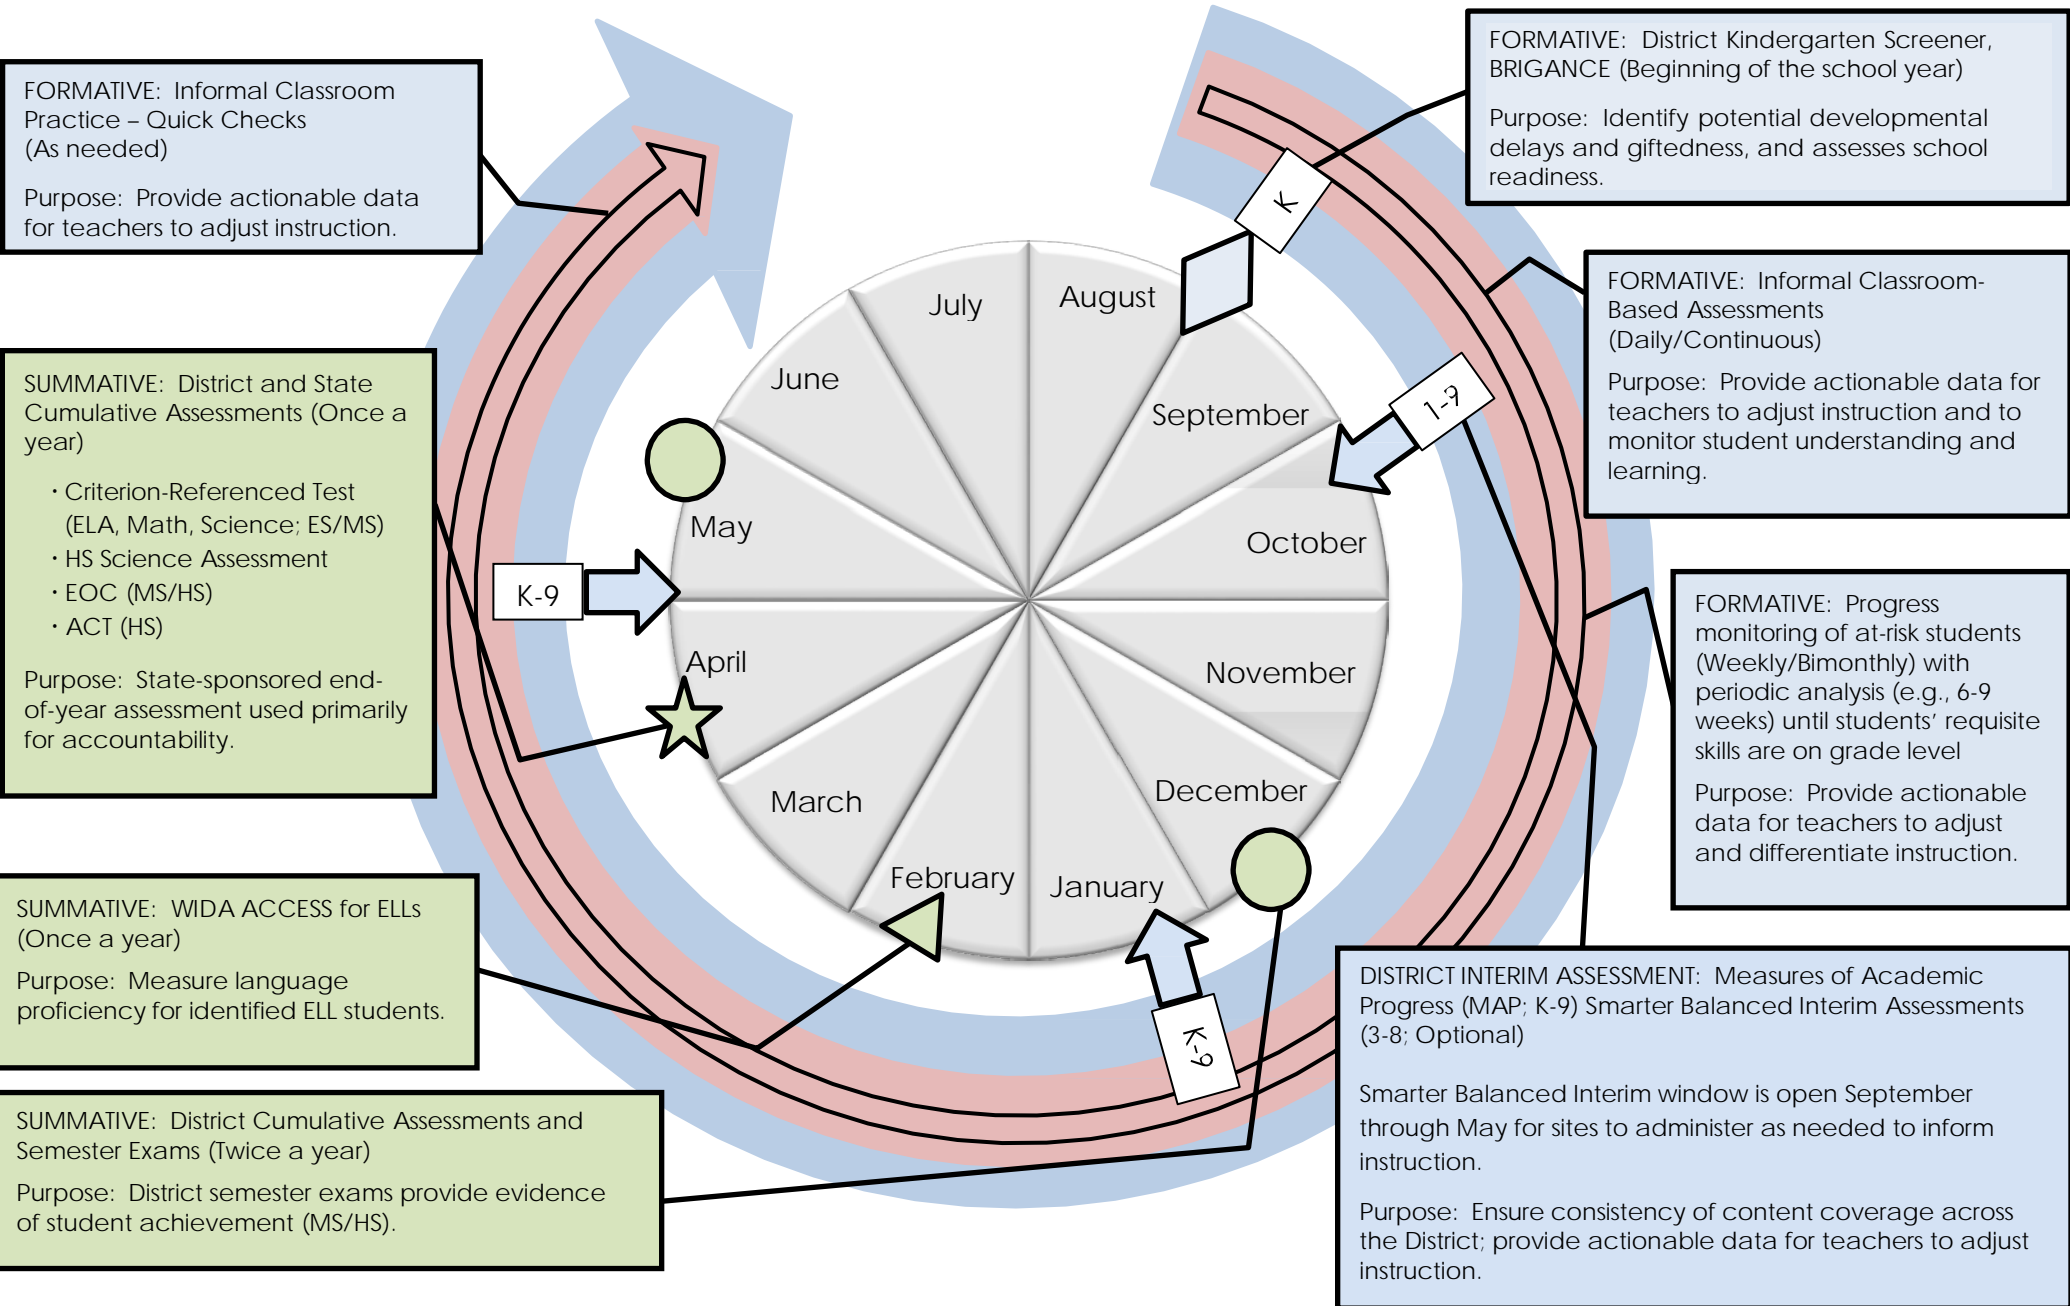 FORMATIVE: Informal Classroom
Practice – Quick Checks
(As needed)
Purpose: Provide actionable data
for teachers to adjust instruction.
SUMMATIVE: District and State
Cumulative Assessments (Once a
year)
· Criterion-Referenced Test
(ELA, Math, Science; ES/MS)
· HS Science Assessment
· EOC (MS/HS)
· ACT (HS)
Purpose: State-sponsored end-
of-year assessment used primarily
for accountability.
SUMMATIVE: WIDA ACCESS for ELLs
(Once a year)
Purpose: Measure language
proficiency for identified ELL students.
SUMMATIVE: District Cumulative Assessments and
Semester Exams (Twice a year)
Purpose: District semester exams provide evidence
of student achievement (MS/HS).
July
August
June
September
May
October
April
November
March
December
February
January
K
1-9
K-9
K-9
FORMATIVE: District Kindergarten Screener,
BRIGANCE (Beginning of the school year)
Purpose: Identify potential developmental
delays and giftedness, and assesses school
readiness.
FORMATIVE: Informal Classroom-
Based Assessments
(Daily/Continuous)
Purpose: Provide actionable data for
teachers to adjust instruction and to
monitor student understanding and
learning.
FORMATIVE: Progress
monitoring of at-risk students
(Weekly/Bimonthly) with
periodic analysis (e.g., 6-9
weeks) until students’ requisite
skills are on grade level
Purpose: Provide actionable
data for teachers to adjust
and differentiate instruction.
DISTRICT INTERIM ASSESSMENT: Measures of Academic
Progress (MAP; K-9) Smarter Balanced Interim Assessments
(3-8; Optional)
Smarter Balanced Interim window is open September
through May for sites to administer as needed to inform
instruction.
Purpose: Ensure consistency of content coverage across
the District; provide actionable data for teachers to adjust
instruction.